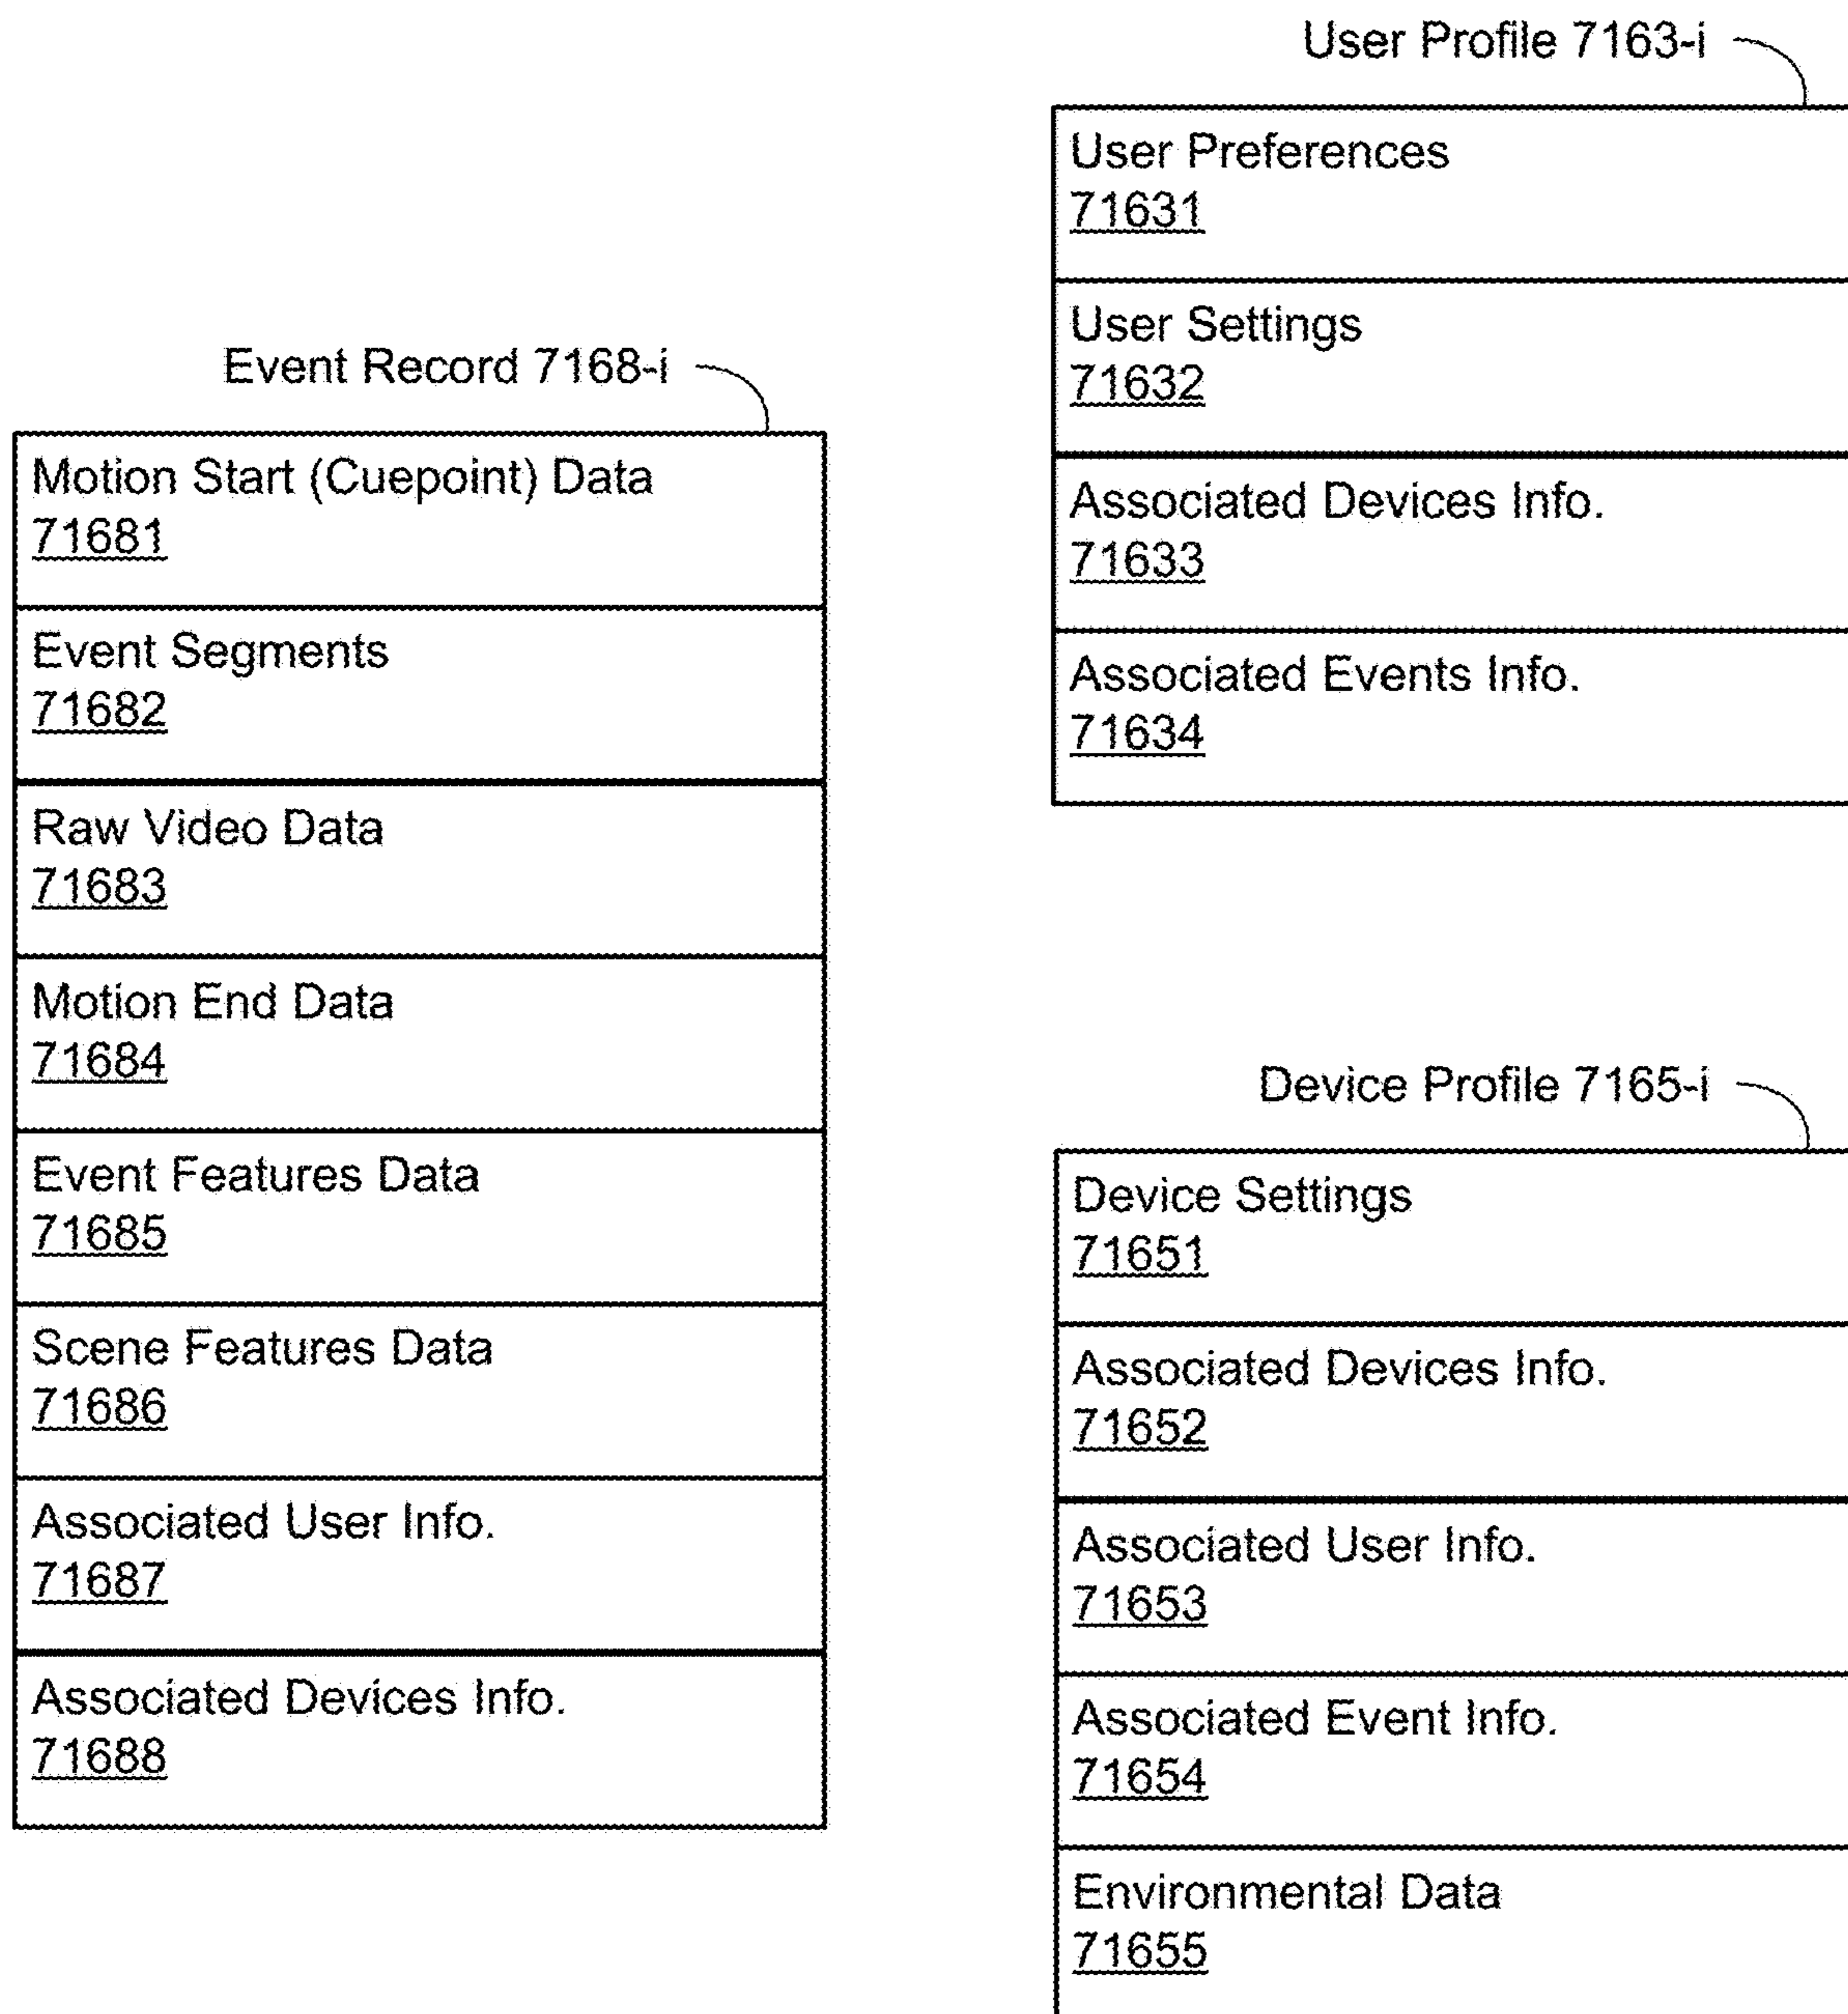 Event Record 7168-i
Motion Start (Cuepoint) Data
71681
Event Segments
71682
Raw Video Data
71683
Motion End Data
71684
Event Features Data
71685
Scene Features Data
71686
Associated User Info.
71687
Associated Devices Info.
71688
User Profile 7163-i
User Preferences
71631
User Settings
71632
Associated Devices Info.
71633
Associated Events Info.
71634
Device Profile 7165-i
Device Settings
71651
Associated Devices Info.
71652
Associated User Info.
71653
Associated Event Info.
71654
Environmental Data
71655